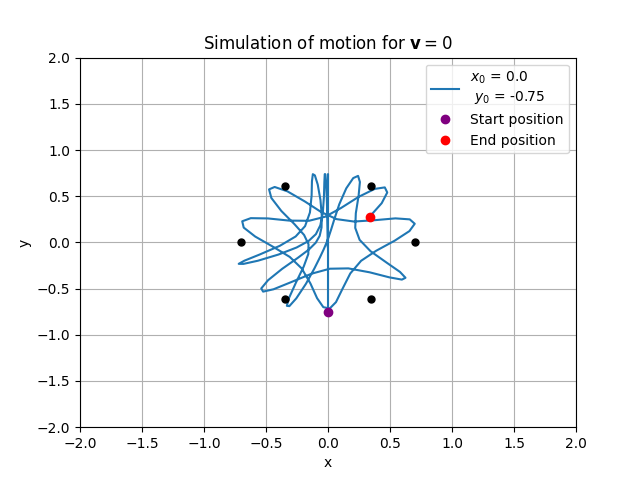 Simulation of motion for v = 0
x₀ = 0.0
y₀ = -0.75
Start position
End position
2.0
1.5
1.0
0.5
0.0
−0.5
−1.0
−1.5
−2.0
y
−2.0 −1.5 −1.0 −0.5 0.0 0.5 1.0 1.5 2.0
x